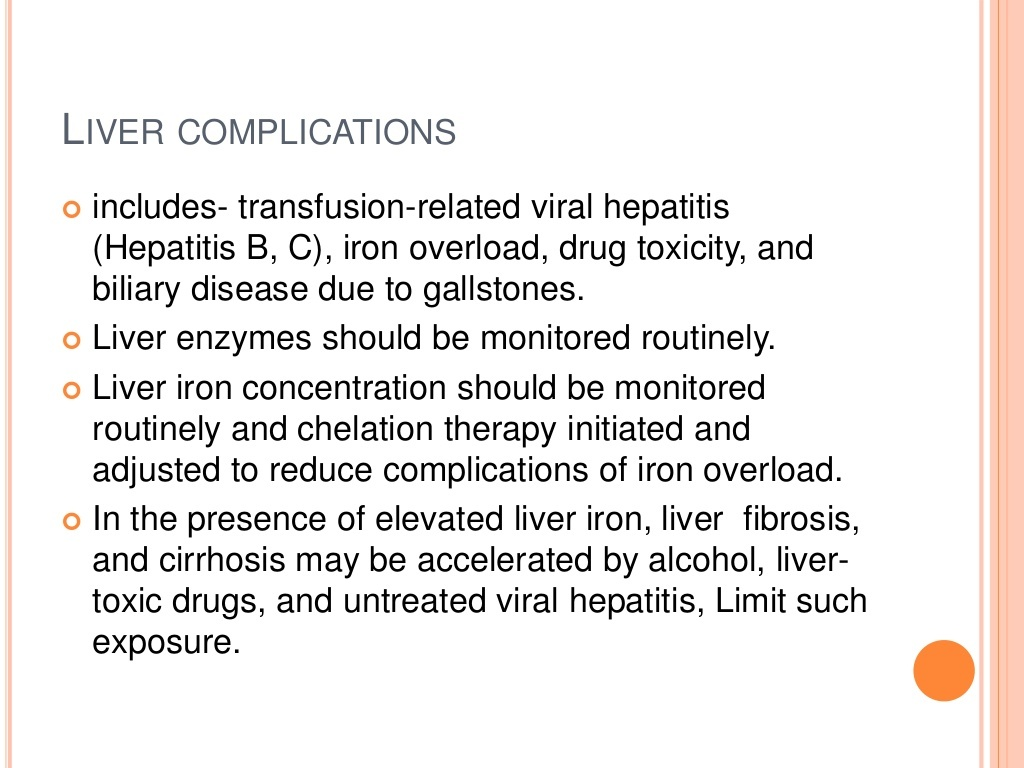 LIVER COMPLICATIONS
includes- transfusion-related viral hepatitis
(Hepatitis B, C), iron overload, drug toxicity, and
biliary disease due to gallstones.
Liver enzymes should be monitored routinely.
Liver iron concentration should be monitored
routinely and chelation therapy initiated and
adjusted to reduce complications of iron overload.
In the presence of elevated liver iron, liver  fibrosis,
and cirrhosis may be accelerated by alcohol, liver-
toxic drugs, and untreated viral hepatitis, Limit such
exposure.